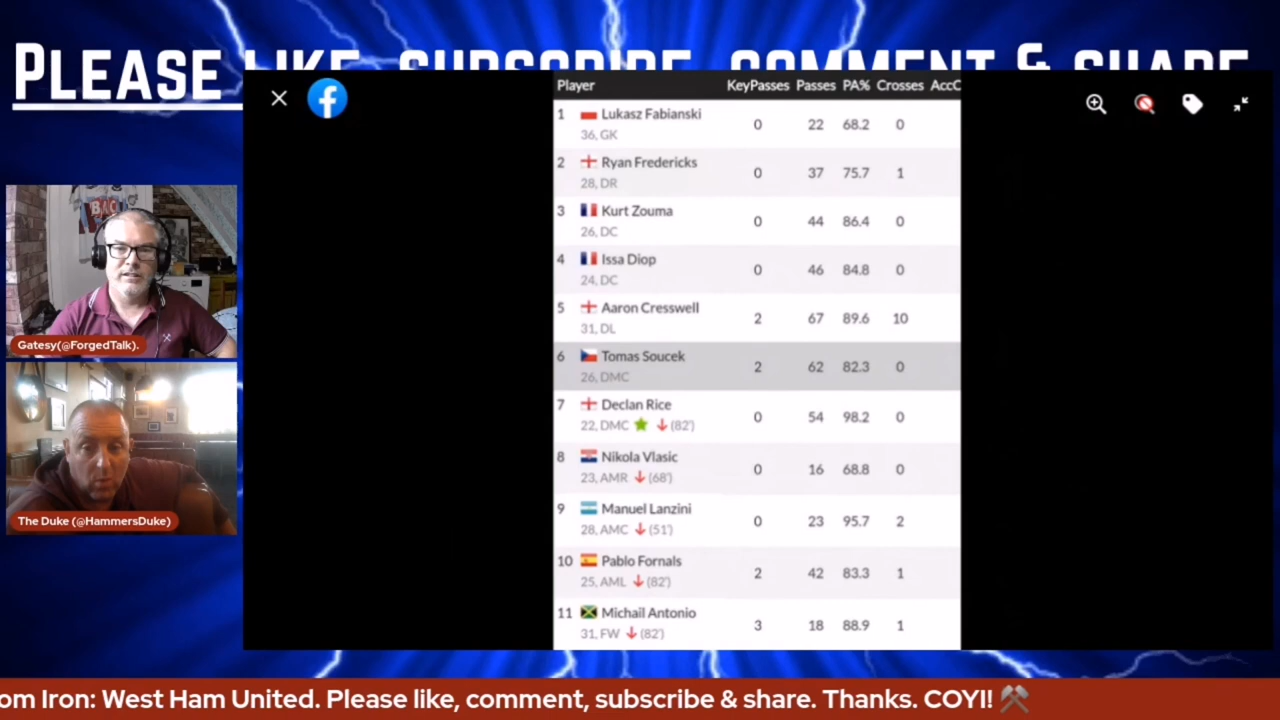 PLEASE LIKE, SUBSCRIBE, COMMENT & SHARE
Player KeyPasses Passes PA% Crosses AccC
1 Lukasz Fabianski 0 22 68.2 0
36, GK
2 Ryan Fredericks 0 37 75.7 1
28, DR
3 Kurt Zouma 0 44 86.4 0
26, DC
4 Issa Diop 0 46 84.8 0
24, DC
5 Aaron Cresswell 2 67 89.6 10
31, DL
6 Tomas Soucek 2 62 82.3 0
26, DMC
7 Declan Rice 0 54 98.2 0
22, DMC (82')
8 Nikola Vlasic 0 16 68.8 0
23, AMR (68')
9 Manuel Lanzini 0 23 95.7 2
28, AMC (51')
10 Pablo Fornals 2 42 83.3 1
25, AML (82')
11 Michail Antonio 3 18 88.9 1
31, FW (82')
Gatesy(@ForgedTalk).
The Duke (@HammersDuke)
om Iron: West Ham United. Please like, comment, subscribe & share. Thanks. COYI! ⚒